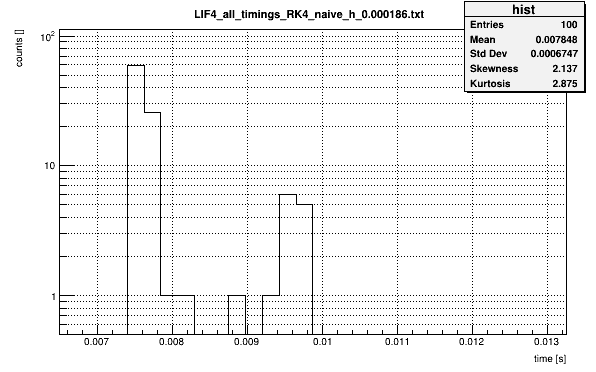 LIF4_all_timings_RK4_naive_h_0.000186.txt
hist
Entries 100
Mean 0.007848
Std Dev 0.0006747
Skewness 2.137
Kurtosis 2.875
counts []
10²
10
1
0.007 0.008 0.009 0.01 0.011 0.012 0.013
time [s]